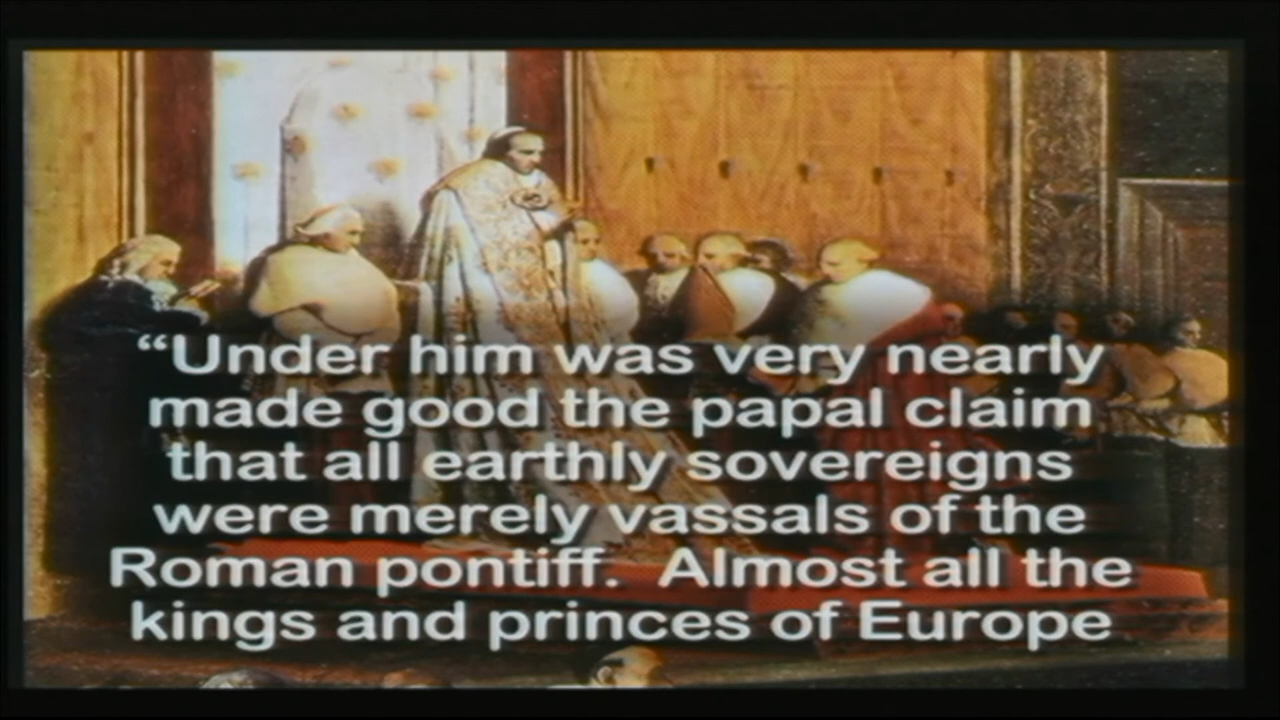 “Under him was very nearly
made good the papal claim
that all earthly sovereigns
were merely vassals of the
Roman pontiff.  Almost all the
kings and princes of Europe